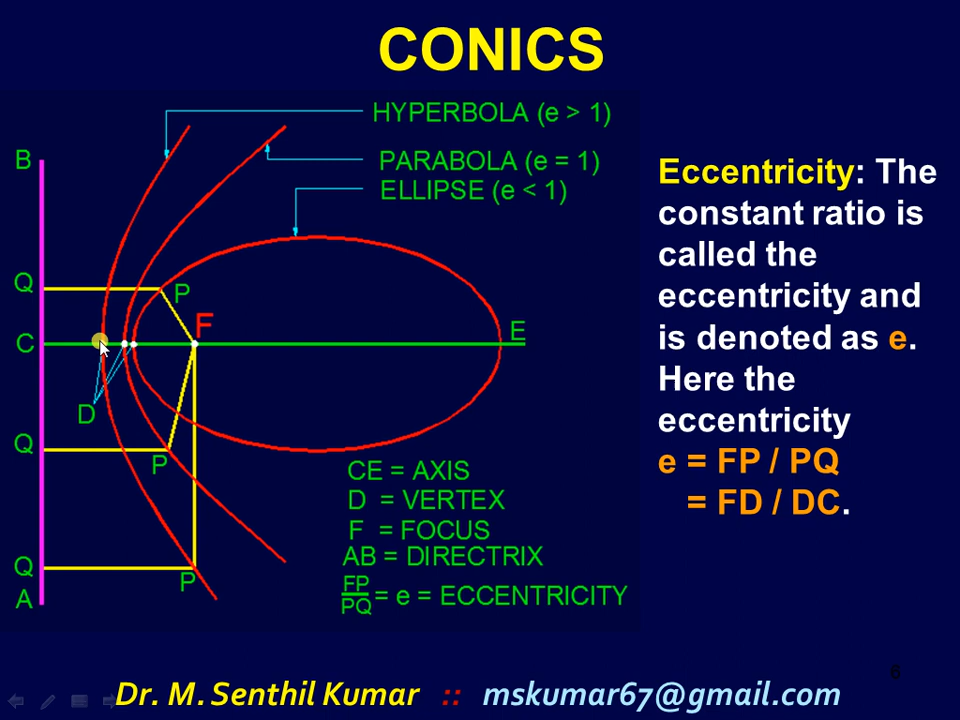 CONICS
HYPERBOLA (e > 1)
PARABOLA (e = 1)
ELLIPSE (e < 1)
B
Q
P
C
F
E
D
Q
P
Q
P
A
CE = AXIS
D = VERTEX
F = FOCUS
AB = DIRECTRIX
FP
PQ = e = ECCENTRICITY
Eccentricity: The
constant ratio is
called the
eccentricity and
is denoted as e.
Here the
eccentricity
e = FP / PQ
= FD / DC.
6
Dr. M. Senthil Kumar :: mskumar67@gmail.com